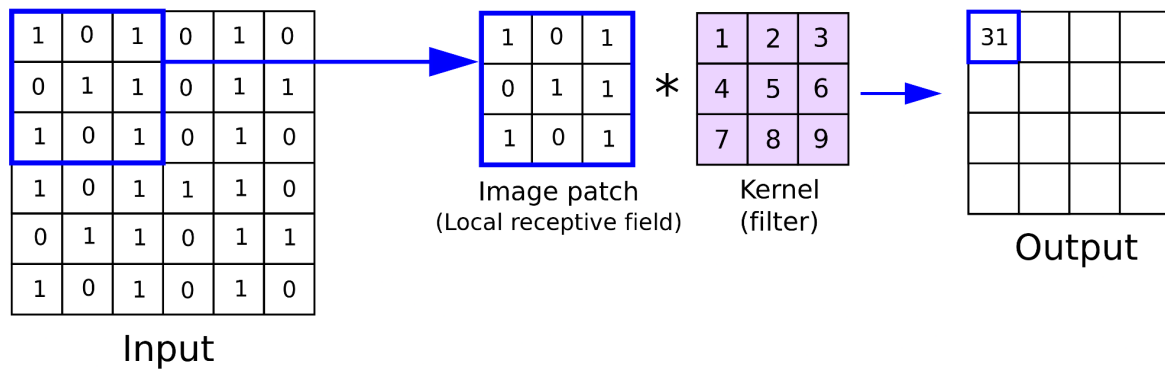 1 0 1 0 1 0
0 1 1 0 1 1
1 0 1 0 1 0
1 0 1 1 1 0
0 1 1 0 1 1
1 0 1 0 1 0
Input
1 0 1
0 1 1
1 0 1
Image patch
(Local receptive field)
*
1 2 3
4 5 6
7 8 9
Kernel
(filter)
31
Output